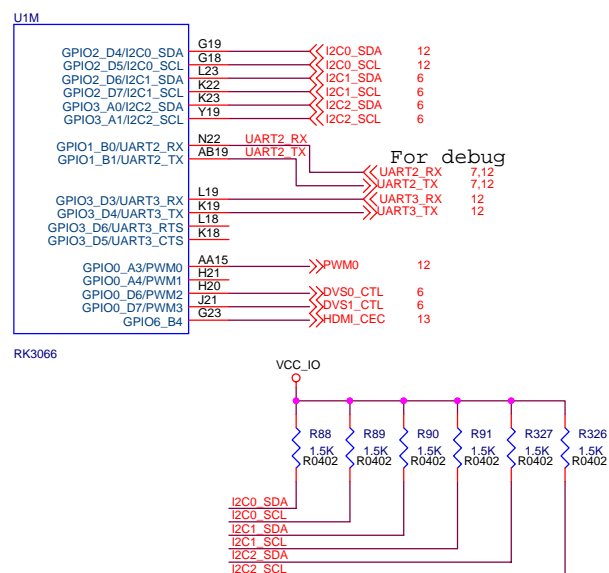 U1M
GPIO2_D4/I2C0_SDA G19 I2C0_SDA 12
GPIO2_D5/I2C0_SCL G18 I2C0_SCL 12
GPIO2_D6/I2C1_SDA L23 I2C1_SDA 6
GPIO2_D7/I2C1_SCL K22 I2C1_SCL 6
GPIO3_A0/I2C2_SDA K23 I2C2_SDA 6
GPIO3_A1/I2C2_SCL Y19 I2C2_SCL 6
GPIO1_B0/UART2_RX N22 UART2_RX
GPIO1_B1/UART2_TX AB19 UART2_TX
For debug
UART2_RX 7,12
UART2_TX 7,12
GPIO3_D3/UART3_RX L19 UART3_RX 12
GPIO3_D4/UART3_TX K19 UART3_TX 12
GPIO3_D6/UART3_RTS L18
GPIO3_D5/UART3_CTS K18
GPIO0_A3/PWM0 AA15 PWM0 12
GPIO0_A4/PWM1 H21
GPIO0_D6/PWM2 H20 DVS0_CTL 6
GPIO0_D7/PWM3 J21 DVS1_CTL 6
GPIO6_B4 G23 HDMI_CEC 13
RK3066
VCC_IO
R88 R89 R90 R91 R327 R326
1.5K 1.5K 1.5K 1.5K 1.5K 1.5K
R0402 R0402 R0402 R0402 R0402 R0402
I2C0_SDA
I2C0_SCL
I2C1_SDA
I2C1_SCL
I2C2_SDA
I2C2_SCL